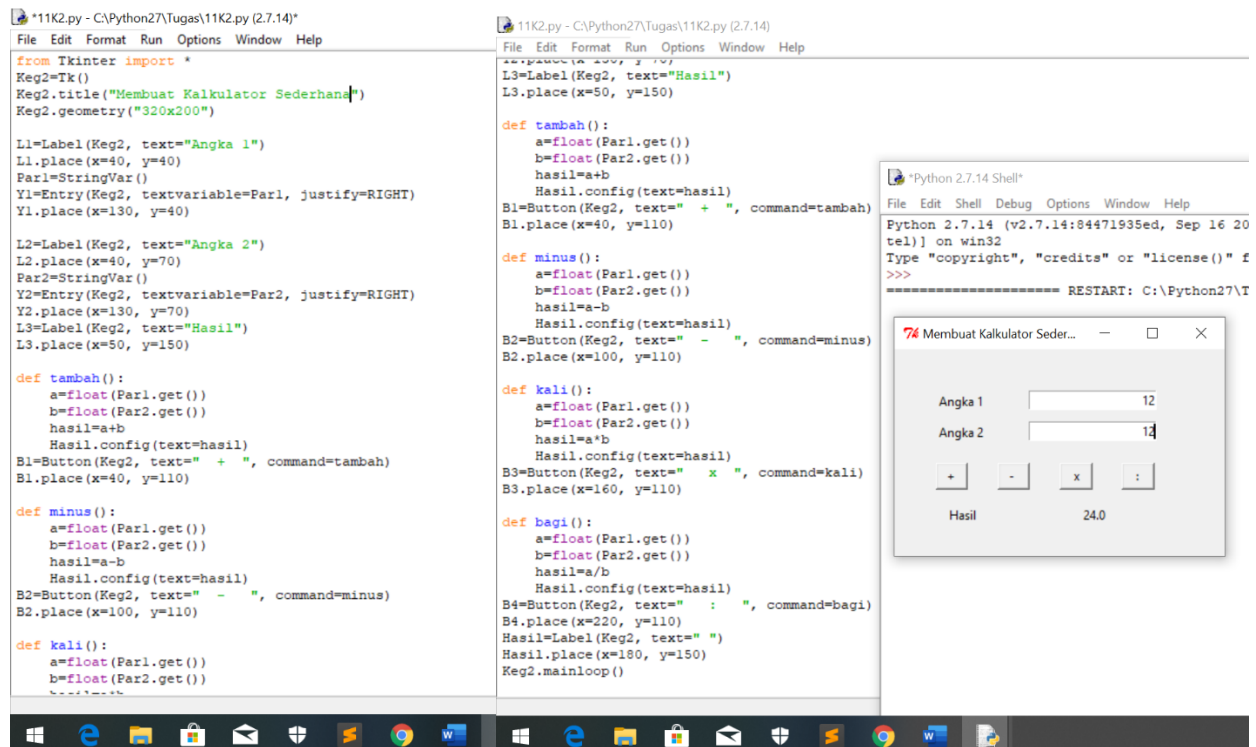 *11K2.py - C:\Python27\Tugas\11K2.py (2.7.14)*
File Edit Format Run Options Window Help
from Tkinter import *
Keg2=Tk()
Keg2.title("Membuat Kalkulator Sederhana")
Keg2.geometry("320x200")
L1=Label(Keg2, text="Angka 1")
L1.place(x=40, y=40)
Par1=StringVar()
Y1=Entry(Keg2, textvariable=Par1, justify=RIGHT)
Y1.place(x=130, y=40)
L2=Label(Keg2, text="Angka 2")
L2.place(x=40, y=70)
Par2=StringVar()
Y2=Entry(Keg2, textvariable=Par2, justify=RIGHT)
Y2.place(x=130, y=70)
L3=Label(Keg2, text="Hasil")
L3.place(x=50, y=150)
def tambah():
    a=float(Par1.get())
    b=float(Par2.get())
    hasil=a+b
    Hasil.config(text=hasil)
B1=Button(Keg2, text="  +  ", command=tambah)
B1.place(x=40, y=110)
def minus():
    a=float(Par1.get())
    b=float(Par2.get())
    hasil=a-b
    Hasil.config(text=hasil)
B2=Button(Keg2, text="  -   ", command=minus)
B2.place(x=100, y=110)
def kali():
    a=float(Par1.get())
    b=float(Par2.get())
11K2.py - C:\Python27\Tugas\11K2.py (2.7.14)
File Edit Format Run Options Window Help
L3=Label(Keg2, text="Hasil")
L3.place(x=50, y=150)
def tambah():
    a=float(Par1.get())
    b=float(Par2.get())
    hasil=a+b
    Hasil.config(text=hasil)
B1=Button(Keg2, text="  +  ", command=tambah)
B1.place(x=40, y=110)
def minus():
    a=float(Par1.get())
    b=float(Par2.get())
    hasil=a-b
    Hasil.config(text=hasil)
B2=Button(Keg2, text="  -   ", command=minus)
B2.place(x=100, y=110)
def kali():
    a=float(Par1.get())
    b=float(Par2.get())
    hasil=a*b
    Hasil.config(text=hasil)
B3=Button(Keg2, text="   x  ", command=kali)
B3.place(x=160, y=110)
def bagi():
    a=float(Par1.get())
    b=float(Par2.get())
    hasil=a/b
    Hasil.config(text=hasil)
B4=Button(Keg2, text="   :   ", command=bagi)
B4.place(x=220, y=110)
Hasil=Label(Keg2, text=" ")
Hasil.place(x=180, y=150)
Keg2.mainloop()
*Python 2.7.14 Shell*
File Edit Shell Debug Options Window Help
Python 2.7.14 (v2.7.14:84471935ed, Sep 16 20
tel)] on win32
Type "copyright", "credits" or "license()" f
>>>
===================== RESTART: C:\Python27\T
Membuat Kalkulator Seder...
Angka 1 12
Angka 2 12
+ - x :
Hasil 24.0